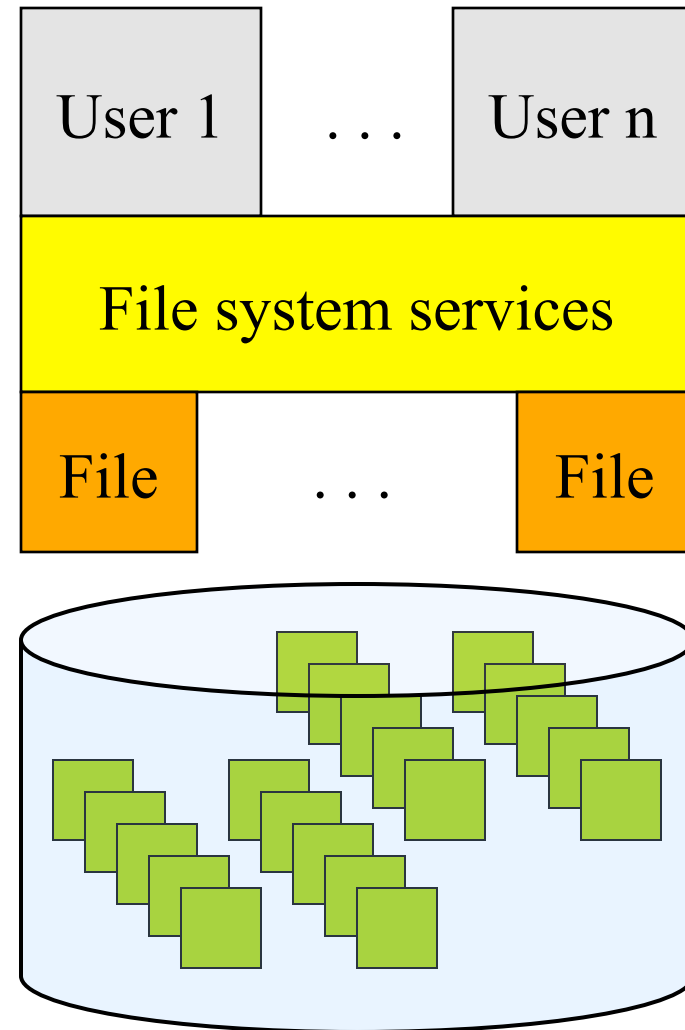 User 1 . . . User n
File system services
File . . . File